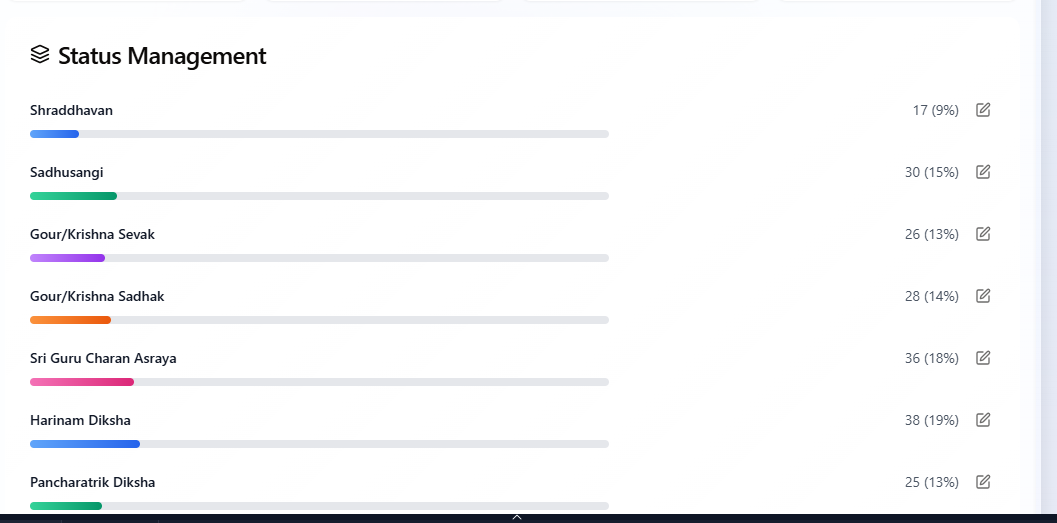 Status Management
Shraddhavan 17 (9%)
Sadhusangi 30 (15%)
Gour/Krishna Sevak 26 (13%)
Gour/Krishna Sadhak 28 (14%)
Sri Guru Charan Asraya 36 (18%)
Harinam Diksha 38 (19%)
Pancharatrik Diksha 25 (13%)